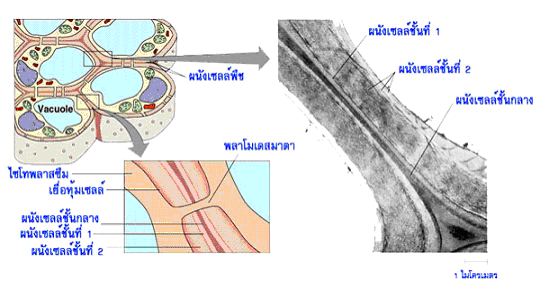 ผนังเซลล์พืช
Vacuole
พลาโมเดสมาตา
ไซโทพลาสซึม
เยื่อหุ้มเซลล์
ผนังเซลล์ชั้นกลาง
ผนังเซลล์ชั้นที่ 1
ผนังเซลล์ชั้นที่ 2
ผนังเซลล์ชั้นที่ 1
ผนังเซลล์ชั้นที่ 2
ผนังเซลล์ชั้นกลาง
1 ไมโครเมตร